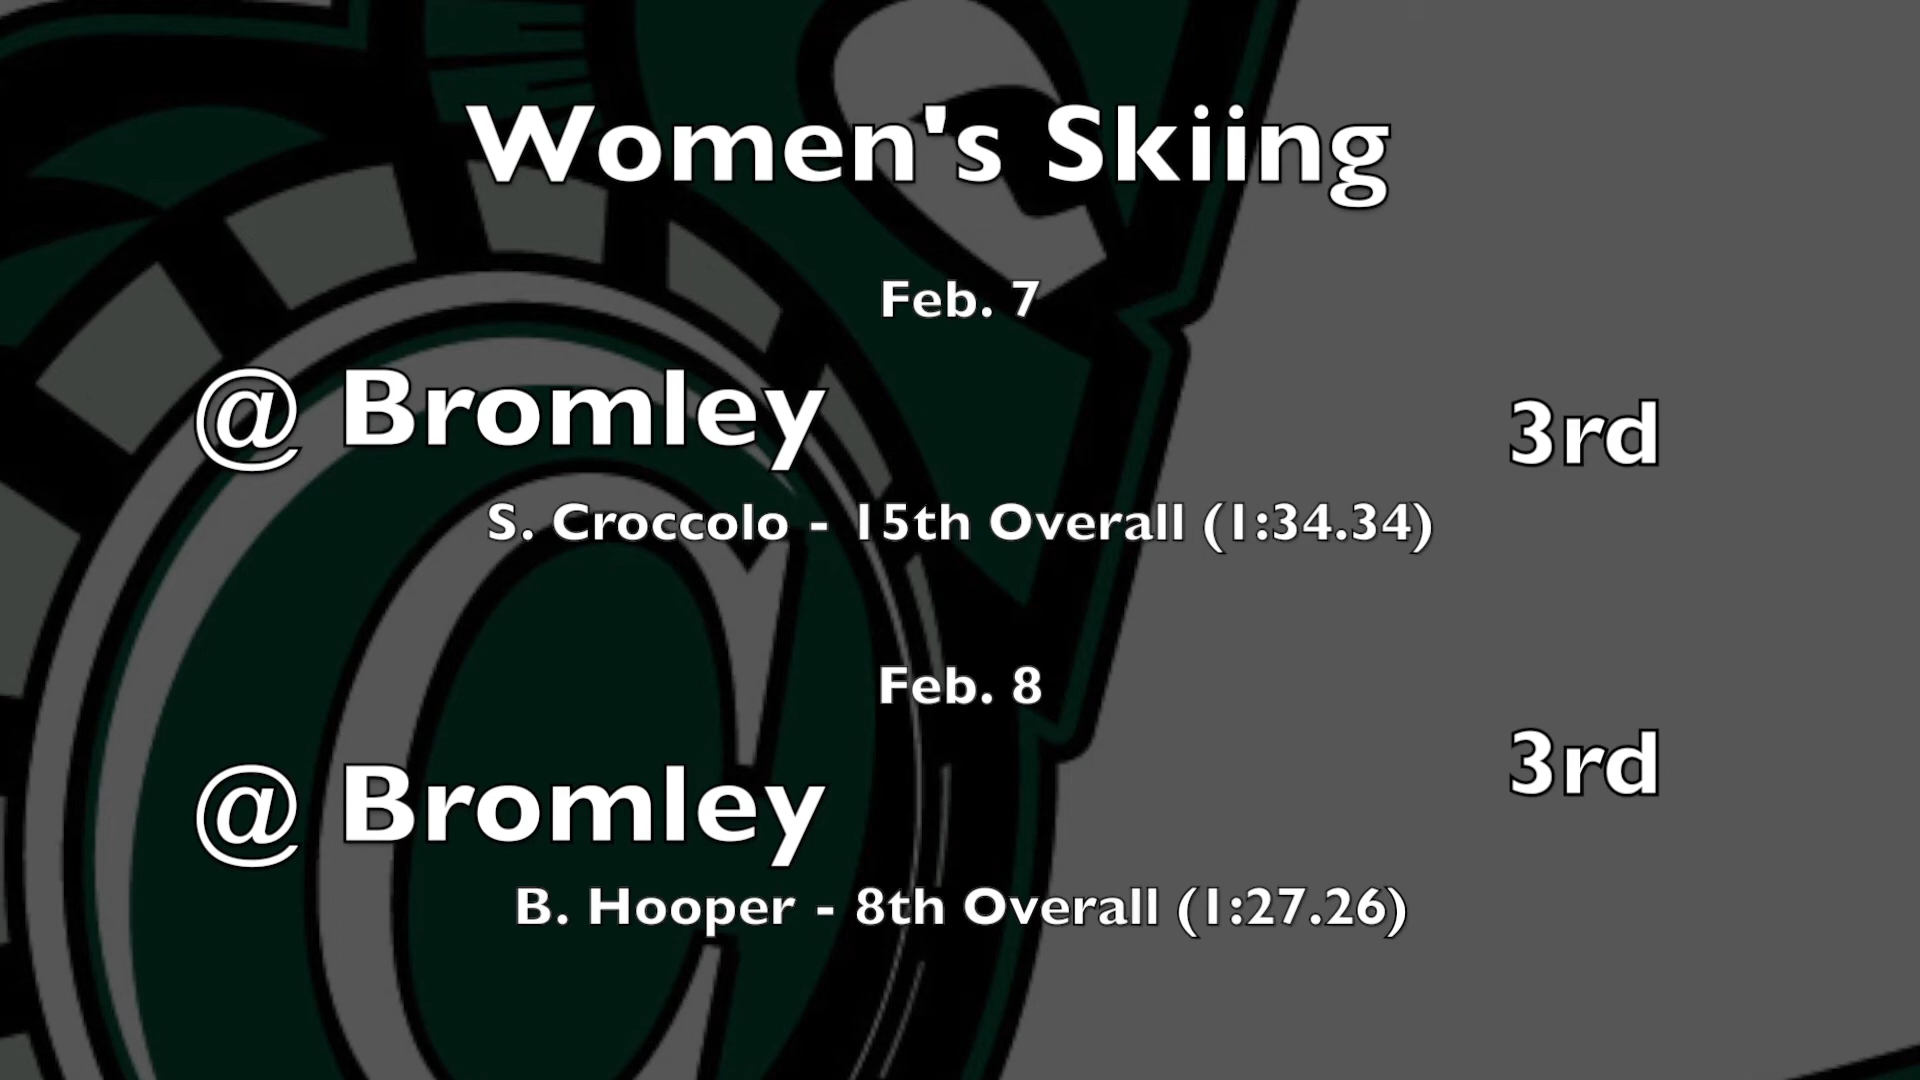 Women's Skiing
Feb. 7
@ Bromley
3rd
S. Croccolo - 15th Overall (1:34.34)
Feb. 8
@ Bromley
3rd
B. Hooper - 8th Overall (1:27.26)
C